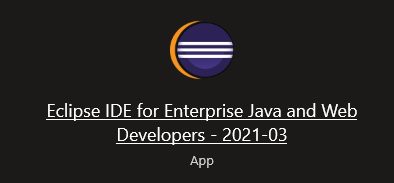 Eclipse IDE for Enterprise Java and Web
Developers - 2021-03
App